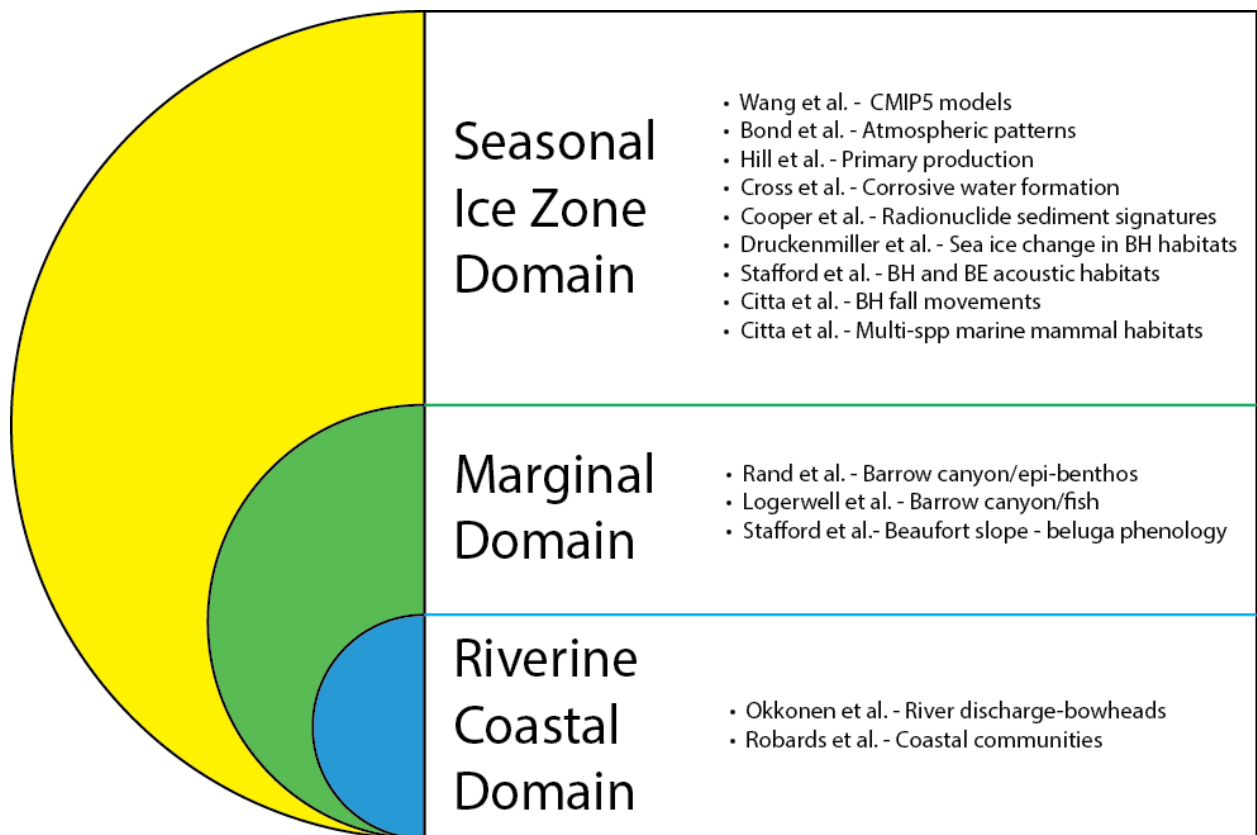 Seasonal
Ice Zone
Domain
• Wang et al. - CMIP5 models
• Bond et al. - Atmospheric patterns
• Hill et al. - Primary production
• Cross et al. - Corrosive water formation
• Cooper et al. - Radionuclide sediment signatures
• Druckenmiller et al. - Sea ice change in BH habitats
• Stafford et al. - BH and BE acoustic habitats
• Citta et al. - BH fall movements
• Citta et al. - Multi-spp marine mammal habitats
Marginal
Domain
• Rand et al. - Barrow canyon/epi-benthos
• Logerwell et al. - Barrow canyon/fish
• Stafford et al.- Beaufort slope - beluga phenology
Riverine
Coastal
Domain
• Okkonen et al. - River discharge-bowheads
• Robards et al. - Coastal communities